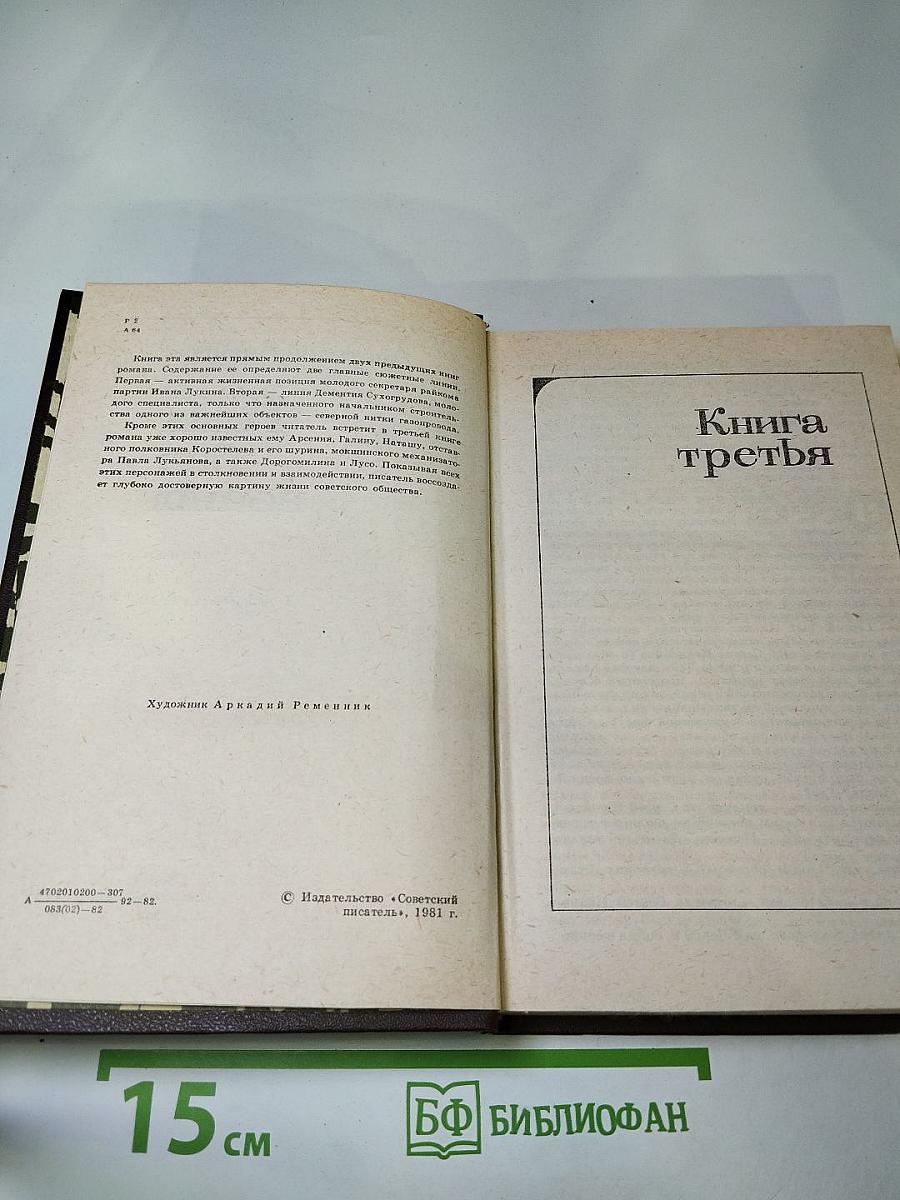 Р 2
А 64
Книга эта является прямым продолжением двух предыдущих книг
романа. Содержание ее определяют две главные сюжетные линии.
Первая — активная жизненная позиция молодого секретаря райкома
партии Ивана Лукина. Вторая — линия Дементия Сухогрудова, моло-
дого специалиста, только что назначенного начальником строитель-
ства одного из важнейших объектов — северной нитки газопровода.
Кроме этих основных героев читатель встретит в третьей книге
романа уже хорошо известных ему Арсения, Галину, Наташу, отстав-
ного полковника Коростелева и его шурина, мокшинского механизато-
ра Павла Лукьянова, а также Дорогомилина и Лусо. Показывая всех
этих персонажей в столкновении и взаимодействии, писатель воссозда-
ет глубоко достоверную картину жизни советского общества.
Художник Аркадий Ременник
А 4702010200—307 92—82.
083(02)—82
© Издательство «Советский
писатель», 1981 г.
Книга
третья
15 см
БФ БИБЛИОФАН